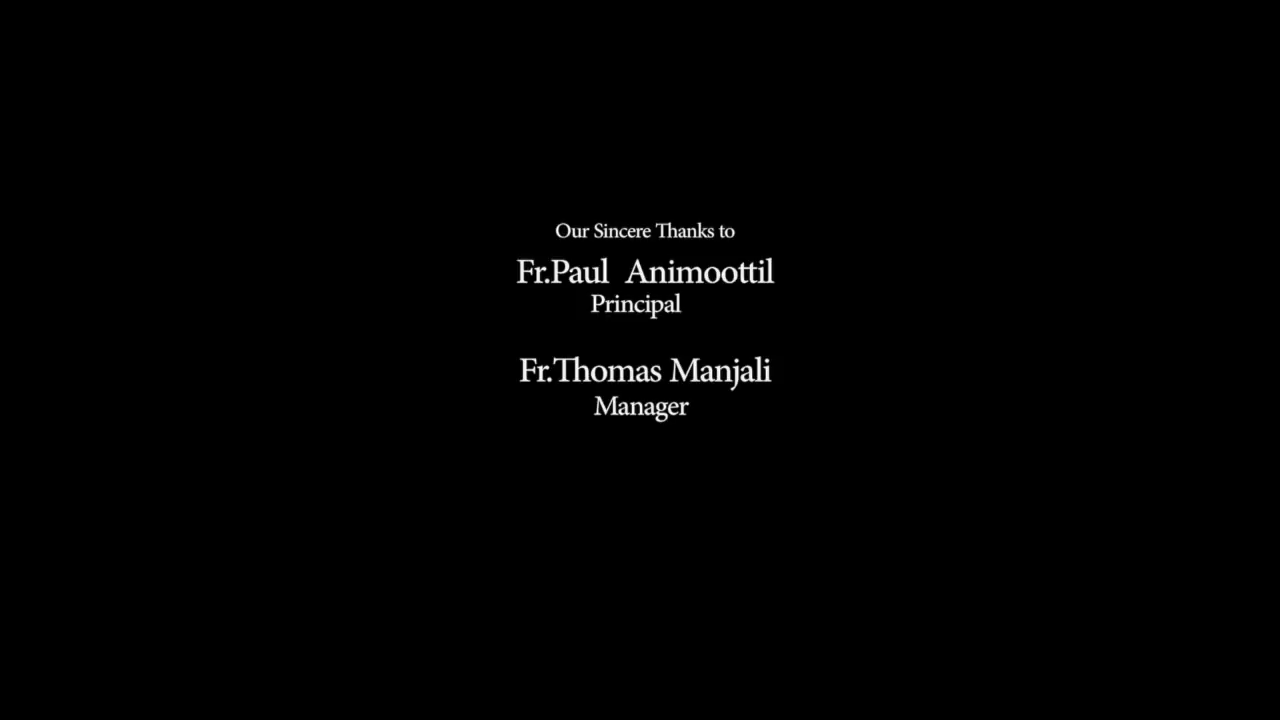 Our Sincere Thanks to
Fr.Paul  Animoottil
Principal
Fr.Thomas Manjali
Manager